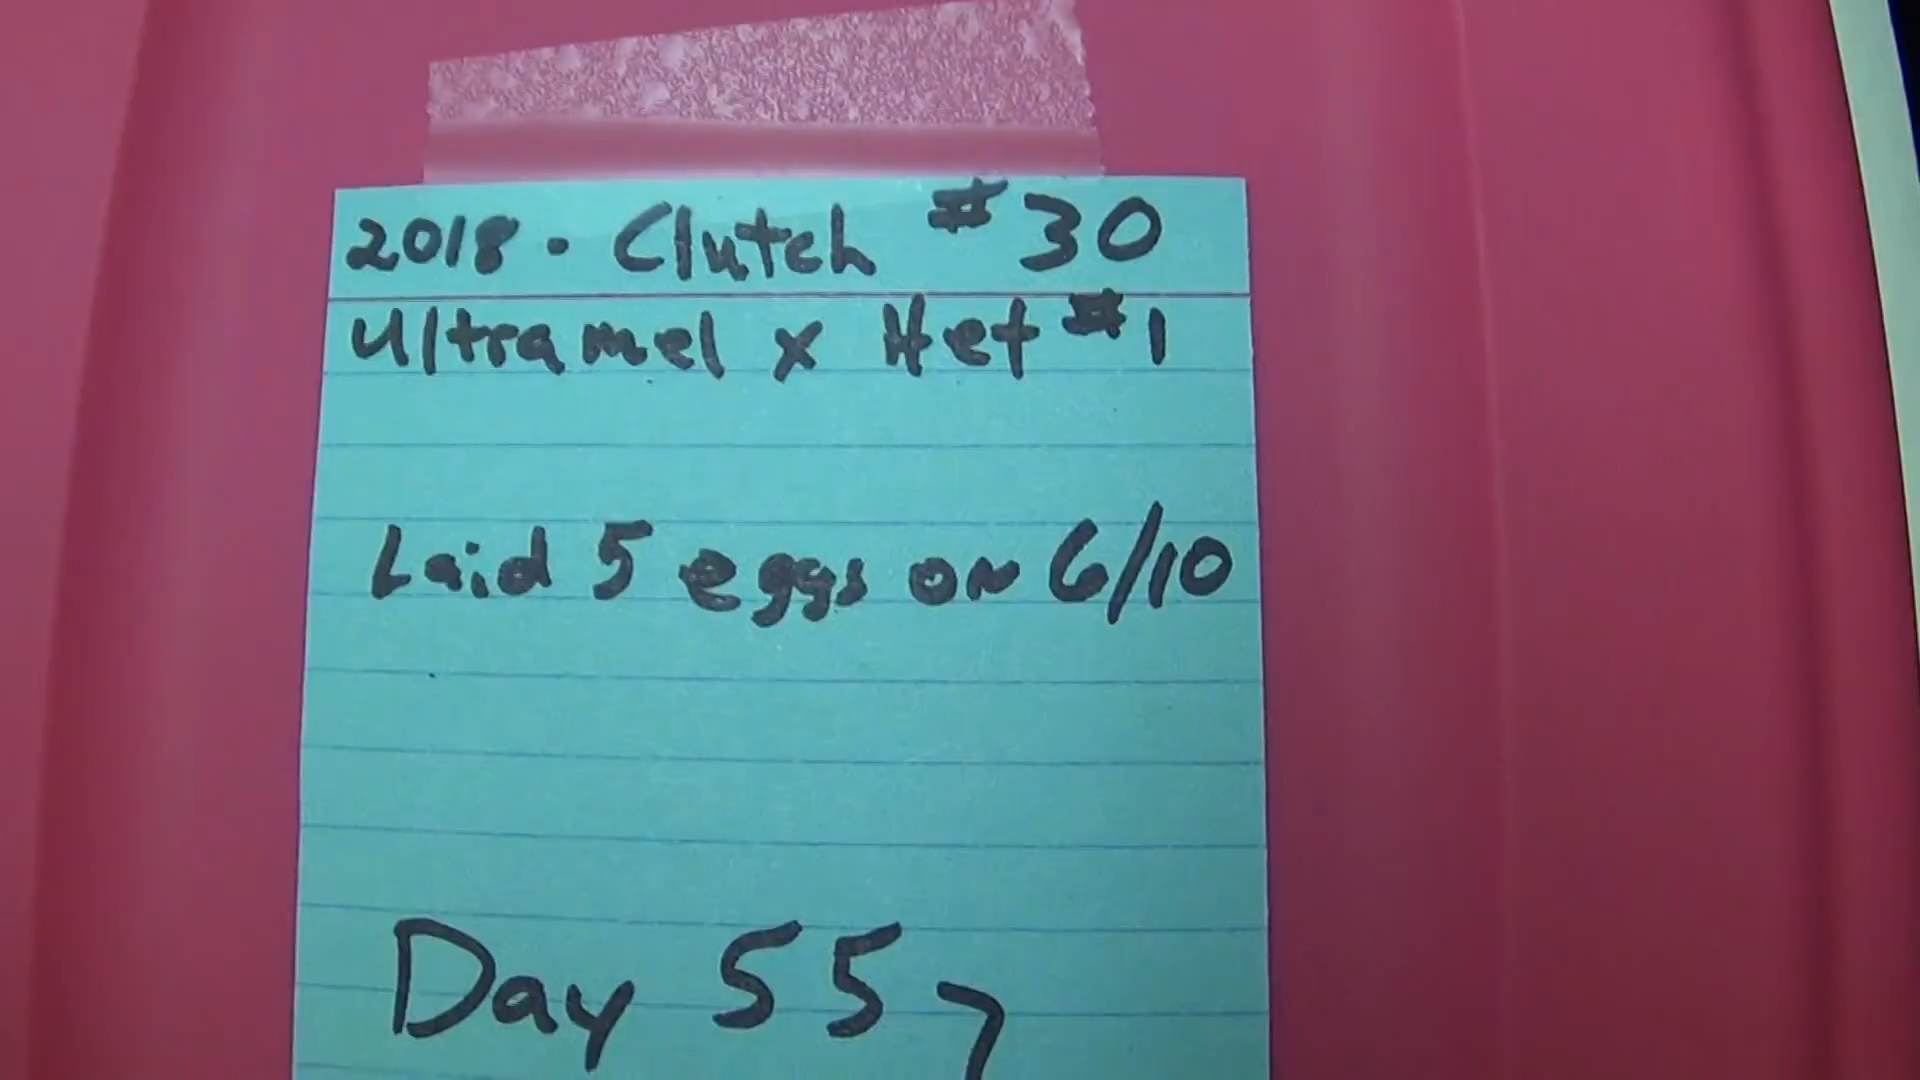 2018 • Clutch #30
Ultramel x Het #1
Laid 5 eggs on 6/10
Day 55